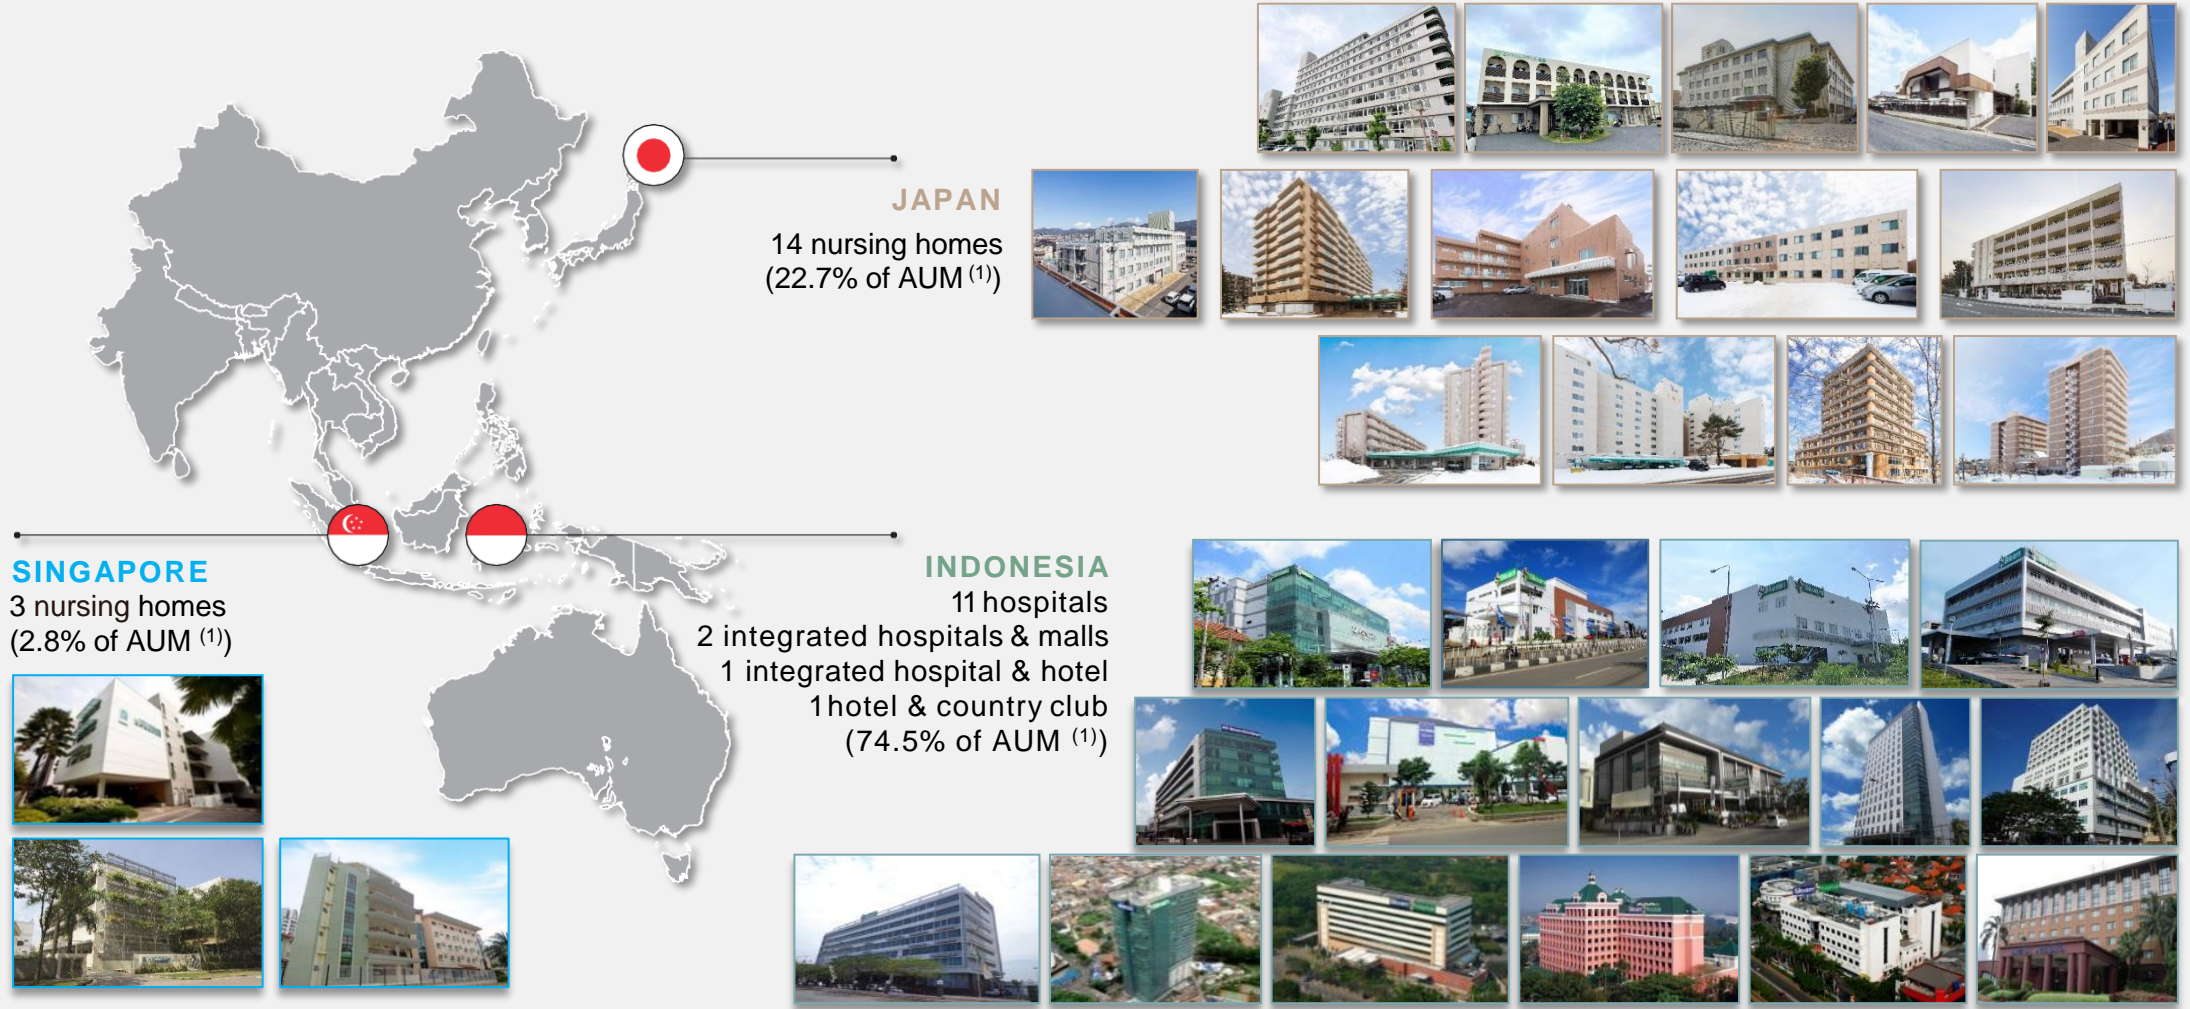 JAPAN
14 nursing homes
(22.7% of AUM (1))
SINGAPORE
3 nursing homes
(2.8% of AUM (1))
INDONESIA
11 hospitals
2 integrated hospitals & malls
1 integrated hospital & hotel
1 hotel & country club
(74.5% of AUM (1))